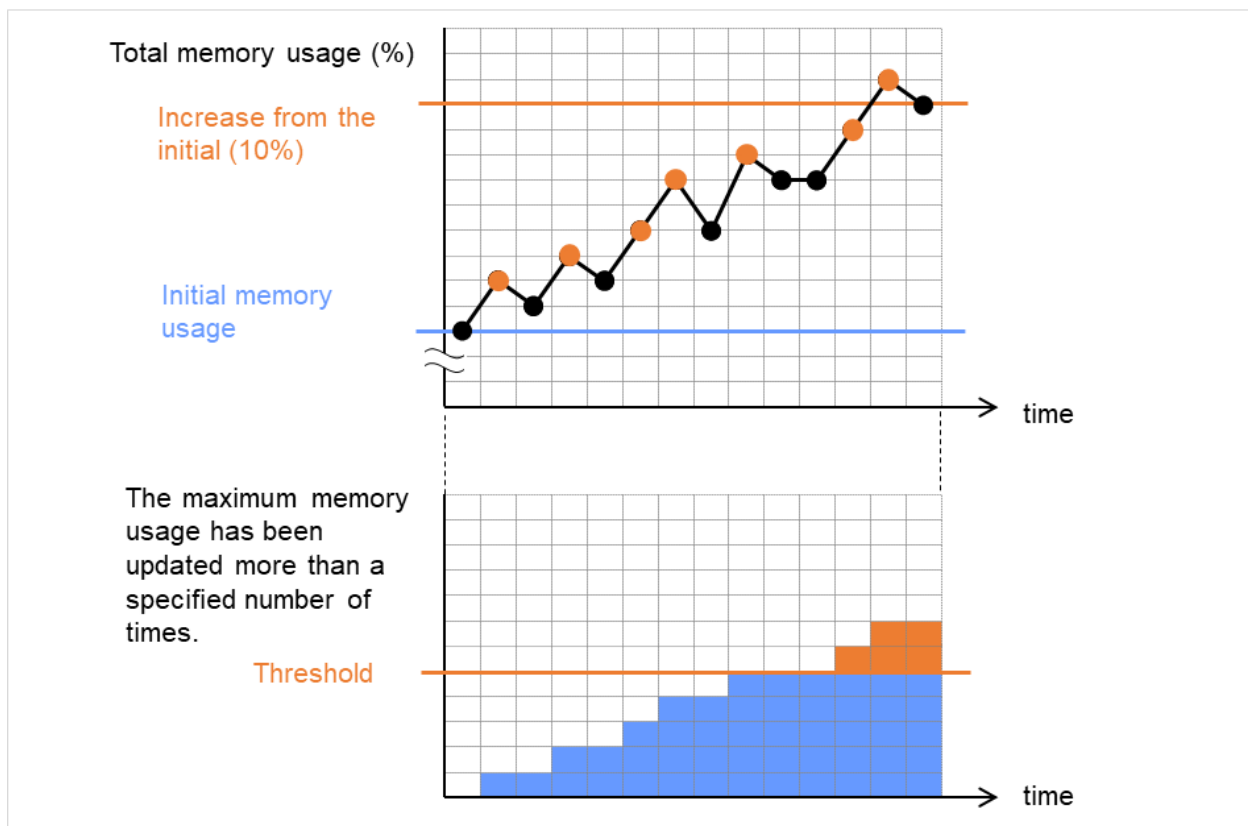 Total memory usage (%)
Increase from the
initial (10%)
Initial memory
usage
time
The maximum memory
usage has been
updated more than a
specified number of
times.
Threshold
time